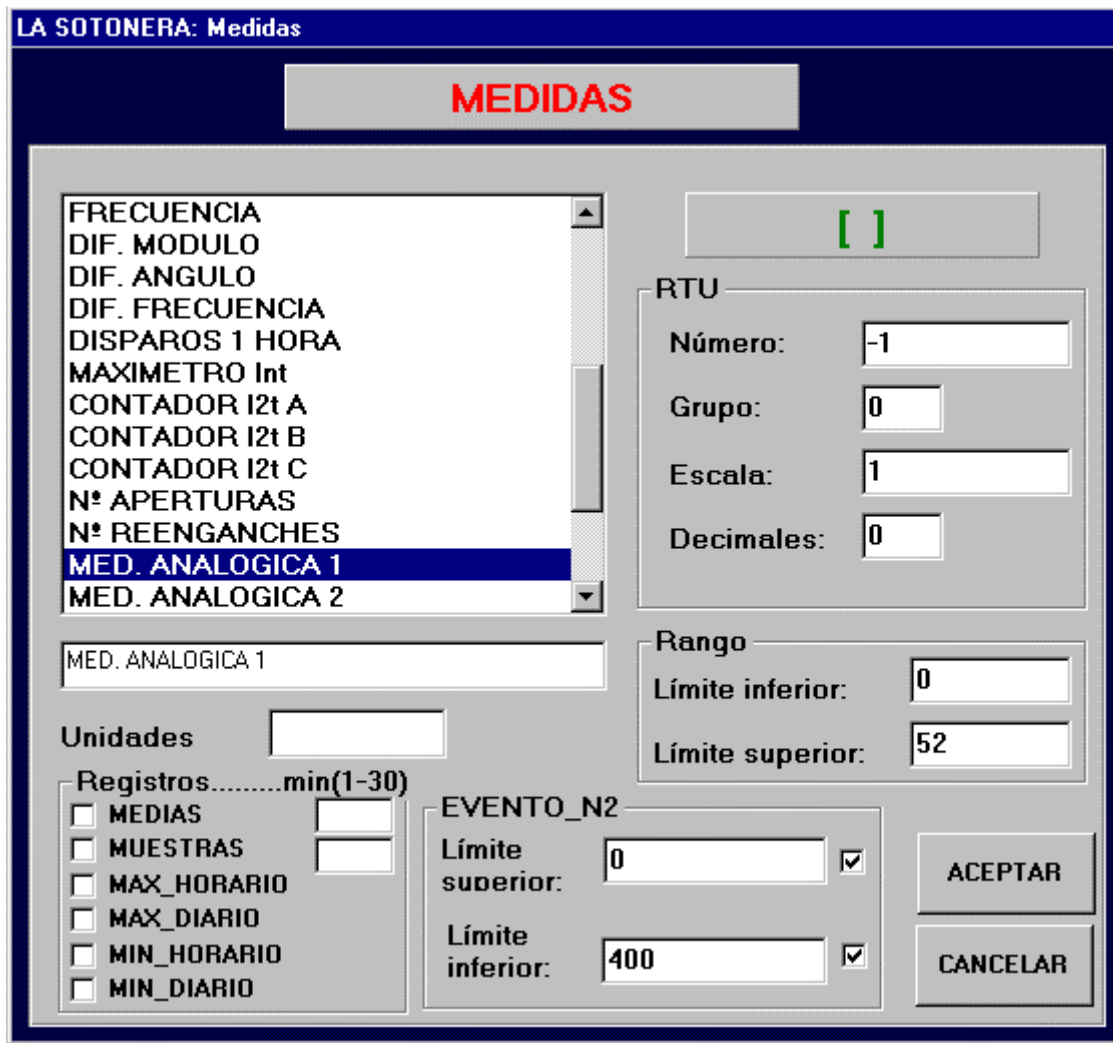 LA SOTONERA: Medidas
MEDIDAS
FRECUENCIA
DIF. MODULO
DIF. ANGULO
DIF. FRECUENCIA
DISPAROS 1 HORA
MAXIMETRO Int
CONTADOR I2t A
CONTADOR I2t B
CONTADOR I2t C
Nº APERTURAS
Nº REENGANCHES
MED. ANALOGICA 1
MED. ANALOGICA 2
MED. ANALOGICA 1
Unidades
Registros.........min(1-30)
MEDIAS
MUESTRAS
MAX_HORARIO
MAX_DIARIO
MIN_HORARIO
MIN_DIARIO
[ ]
RTU
Número: -1
Grupo: 0
Escala: 1
Decimales: 0
Rango
Límite inferior: 0
Límite superior: 52
EVENTO_N2
Límite
superior: 0
Límite
inferior: 400
ACEPTAR
CANCELAR